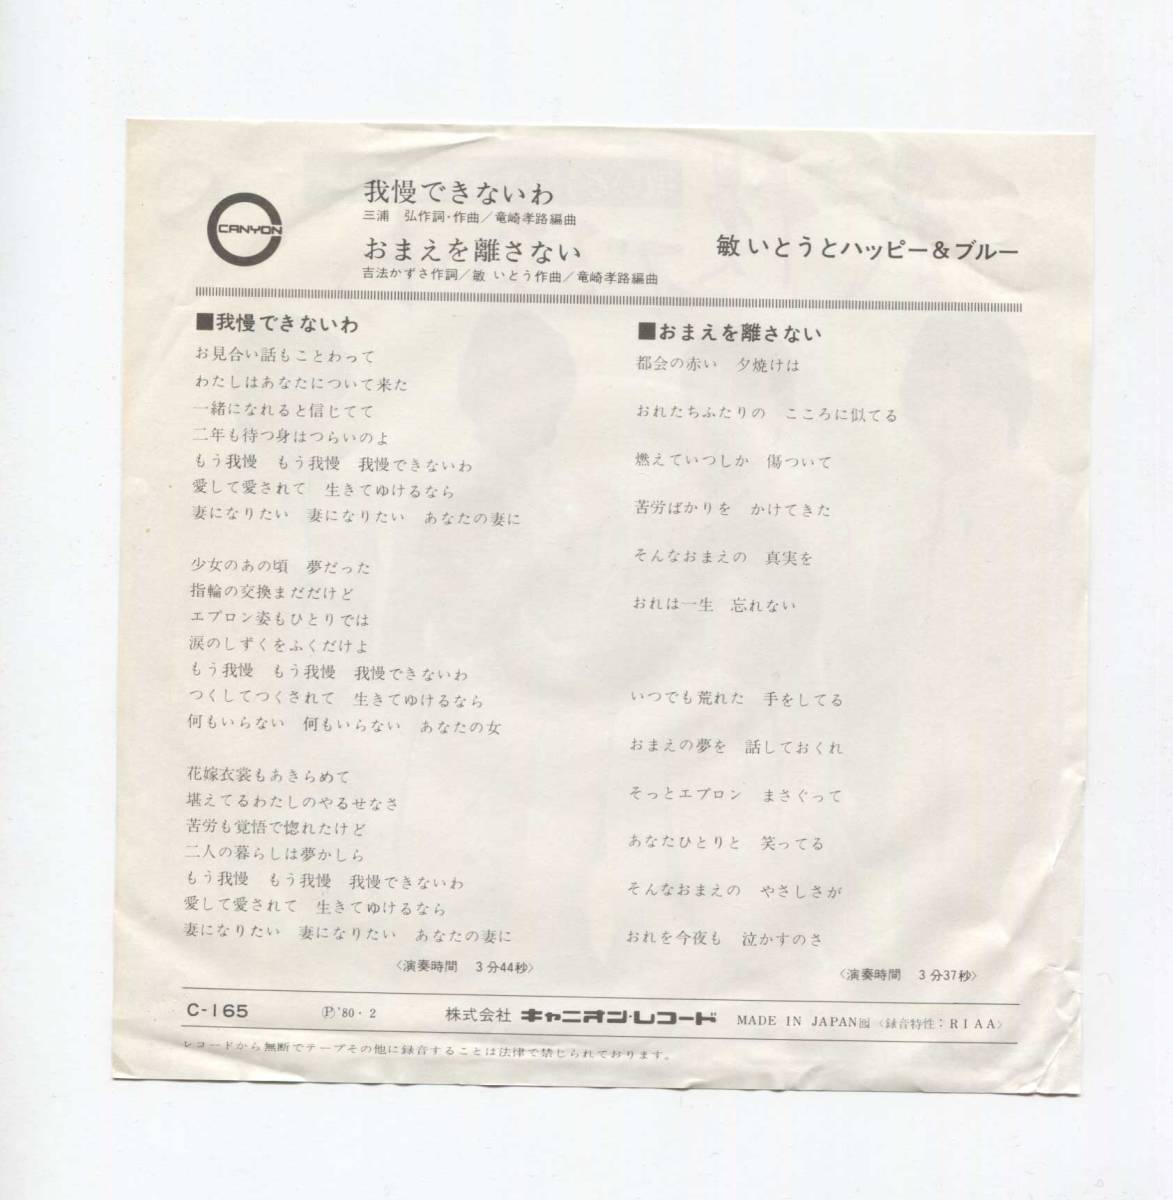 CANYON
我慢できないわ
三浦 弘作詞・作曲／竜崎孝路編曲
おまえを離さない
吉法かずさ作詞／敏 いとう作曲／竜崎孝路編曲
敏 いとうとハッピー＆ブルー
■我慢できないわ
お見合い話もことわって
わたしはあなたについて来た
一緒になれると信じてて
二年も待つ身はつらいのよ
もう我慢 もう我慢 我慢できないわ
愛して愛されて 生きてゆけるなら
妻になりたい 妻になりたい あなたの妻に
少女のあの頃 夢だった
指輪の交換まだだけど
エプロン姿もひとりでは
涙のしずくをふくだけよ
もう我慢 もう我慢 我慢できないわ
つくしてつくされて 生きてゆけるなら
何もいらない 何もいらない あなたの女
花嫁衣裳もあきらめて
堪えてるわたしのやるせなさ
苦労も覚悟で惚れたけど
二人の暮らしは夢かしら
もう我慢 もう我慢 我慢できないわ
愛して愛されて 生きてゆけるなら
妻になりたい 妻になりたい あなたの妻に
〈演奏時間 3分44秒〉
■おまえを離さない
都会の赤い 夕焼けは
おれたちふたりの こころに似てる
燃えていつしか 傷ついて
苦労ばかりを かけてきた
そんなおまえの 真実を
おれは一生 忘れない
いつでも荒れた 手をしてる
おまえの夢を 話しておくれ
そっとエプロン まさぐって
あなたひとりと 笑ってる
そんなおまえの やさしさが
おれを今夜も 泣かすのさ
〈演奏時間 3分37秒〉
C-165 Ⓟ'80・2 株式会社 キャニオン・レコード MADE IN JAPAN 〈録音特性：RIAA〉
レコードから無断でテープその他に録音することは法律で禁じられております。